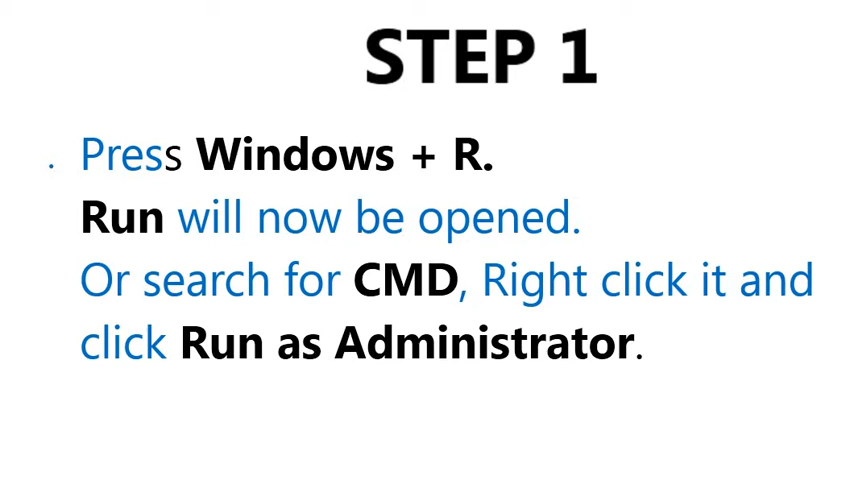 STEP 1
. Press Windows + R.
Run will now be opened.
Or search for CMD, Right click it and
click Run as Administrator.